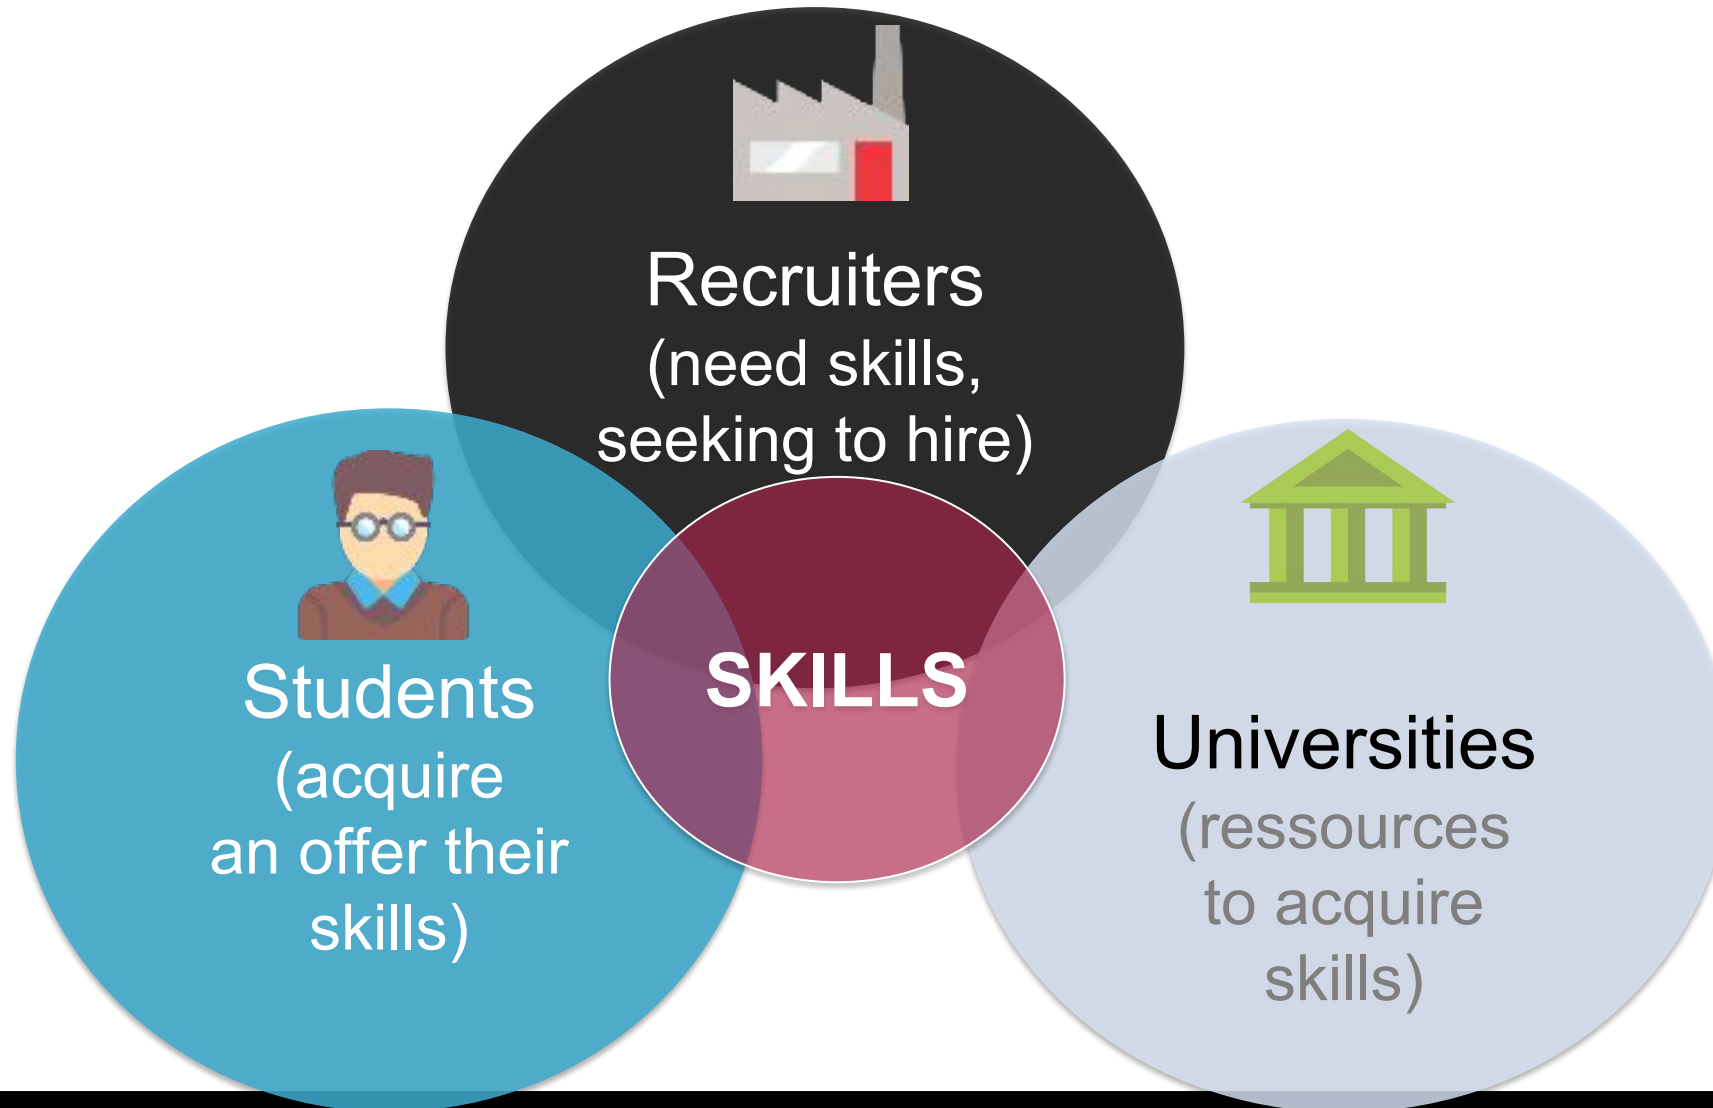 Recruiters
(need skills,
seeking to hire)
Students
(acquire
an offer their
skills)
SKILLS
Universities
(ressources
to acquire
skills)